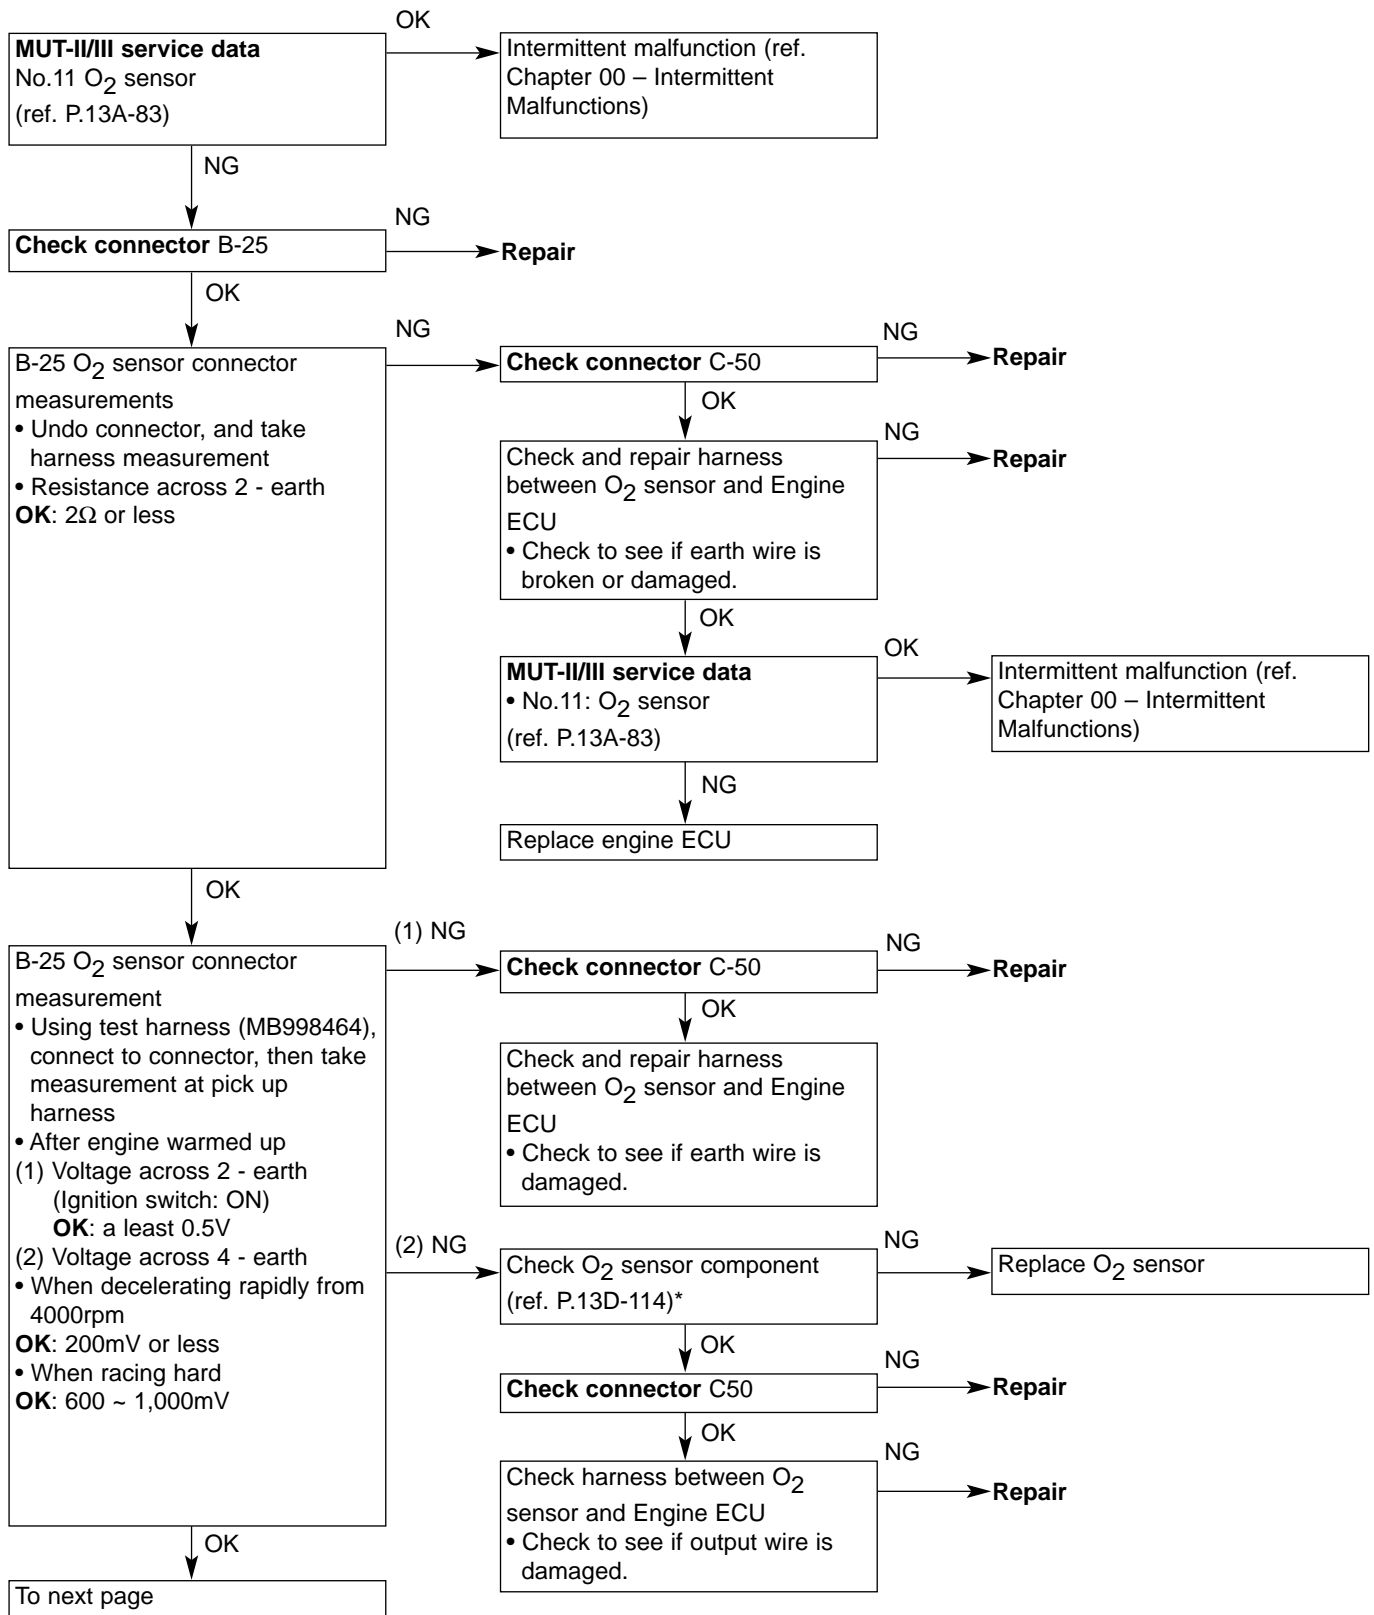 OK
MUT-II/III service data
No.11 O2 sensor
(ref. P.13A-83)
Intermittent malfunction (ref.
Chapter 00 – Intermittent
Malfunctions)
NG
Check connector B-25
NG
Repair
OK
B-25 O2 sensor connector
measurements
• Undo connector, and take
harness measurement
• Resistance across 2 - earth
OK: 2Ω or less
NG
Check connector C-50
NG
Repair
OK
Check and repair harness
between O2 sensor and Engine
ECU
• Check to see if earth wire is
broken or damaged.
NG
Repair
OK
MUT-II/III service data
• No.11: O2 sensor
(ref. P.13A-83)
OK
Intermittent malfunction (ref.
Chapter 00 – Intermittent
Malfunctions)
NG
Replace engine ECU
OK
B-25 O2 sensor connector
measurement
• Using test harness (MB998464),
connect to connector, then take
measurement at pick up
harness
• After engine warmed up
(1) Voltage across 2 - earth
(Ignition switch: ON)
OK: a least 0.5V
(2) Voltage across 4 - earth
• When decelerating rapidly from
4000rpm
OK: 200mV or less
• When racing hard
OK: 600 ~ 1,000mV
(1) NG
Check connector C-50
NG
Repair
OK
Check and repair harness
between O2 sensor and Engine
ECU
• Check to see if earth wire is
damaged.
(2) NG
Check O2 sensor component
(ref. P.13D-114)*
NG
Replace O2 sensor
OK
Check connector C50
NG
Repair
OK
Check harness between O2
sensor and Engine ECU
• Check to see if output wire is
damaged.
NG
Repair
OK
To next page